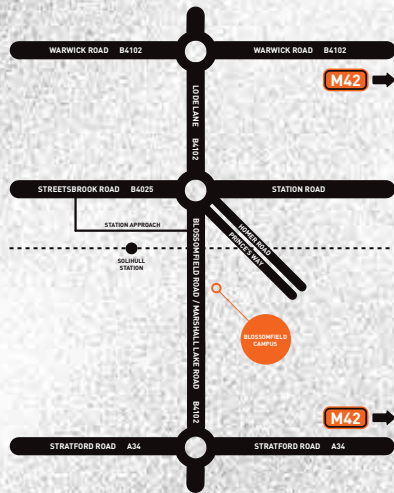 WARWICK ROAD B4102
WARWICK ROAD B4102
M42
LODE LANE B4102
STREETSBROOK ROAD B4025
STATION ROAD
STATION APPROACH
HOMER ROAD
PRINCE'S WAY
SOLIHULL
STATION
BLOSSOMFIELD ROAD / MARSHALL LAKE ROAD B4102
BLOSSOMFIELD
CAMPUS
M42
STRATFORD ROAD A34
STRATFORD ROAD A34